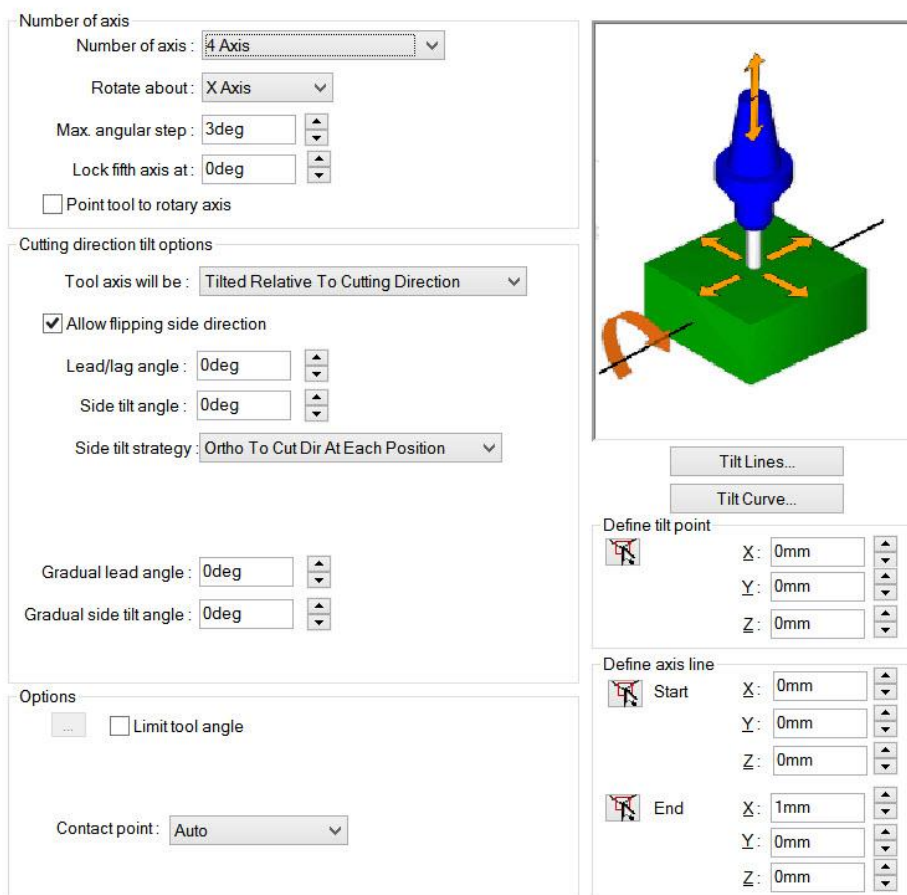 Number of axis
Number of axis : 4 Axis
Rotate about : X Axis
Max. angular step : 3deg
Lock fifth axis at : 0deg
Point tool to rotary axis
Cutting direction tilt options
Tool axis will be : Tilted Relative To Cutting Direction
Allow flipping side direction
Lead/lag angle : 0deg
Side tilt angle : 0deg
Side tilt strategy : Ortho To Cut Dir At Each Position
Gradual lead angle : 0deg
Gradual side tilt angle : 0deg
Options
... Limit tool angle
Contact point : Auto
Tilt Lines...
Tilt Curve...
Define tilt point
X : 0mm
Y : 0mm
Z : 0mm
Define axis line
Start X : 0mm
Y : 0mm
Z : 0mm
End X : 1mm
Y : 0mm
Z : 0mm